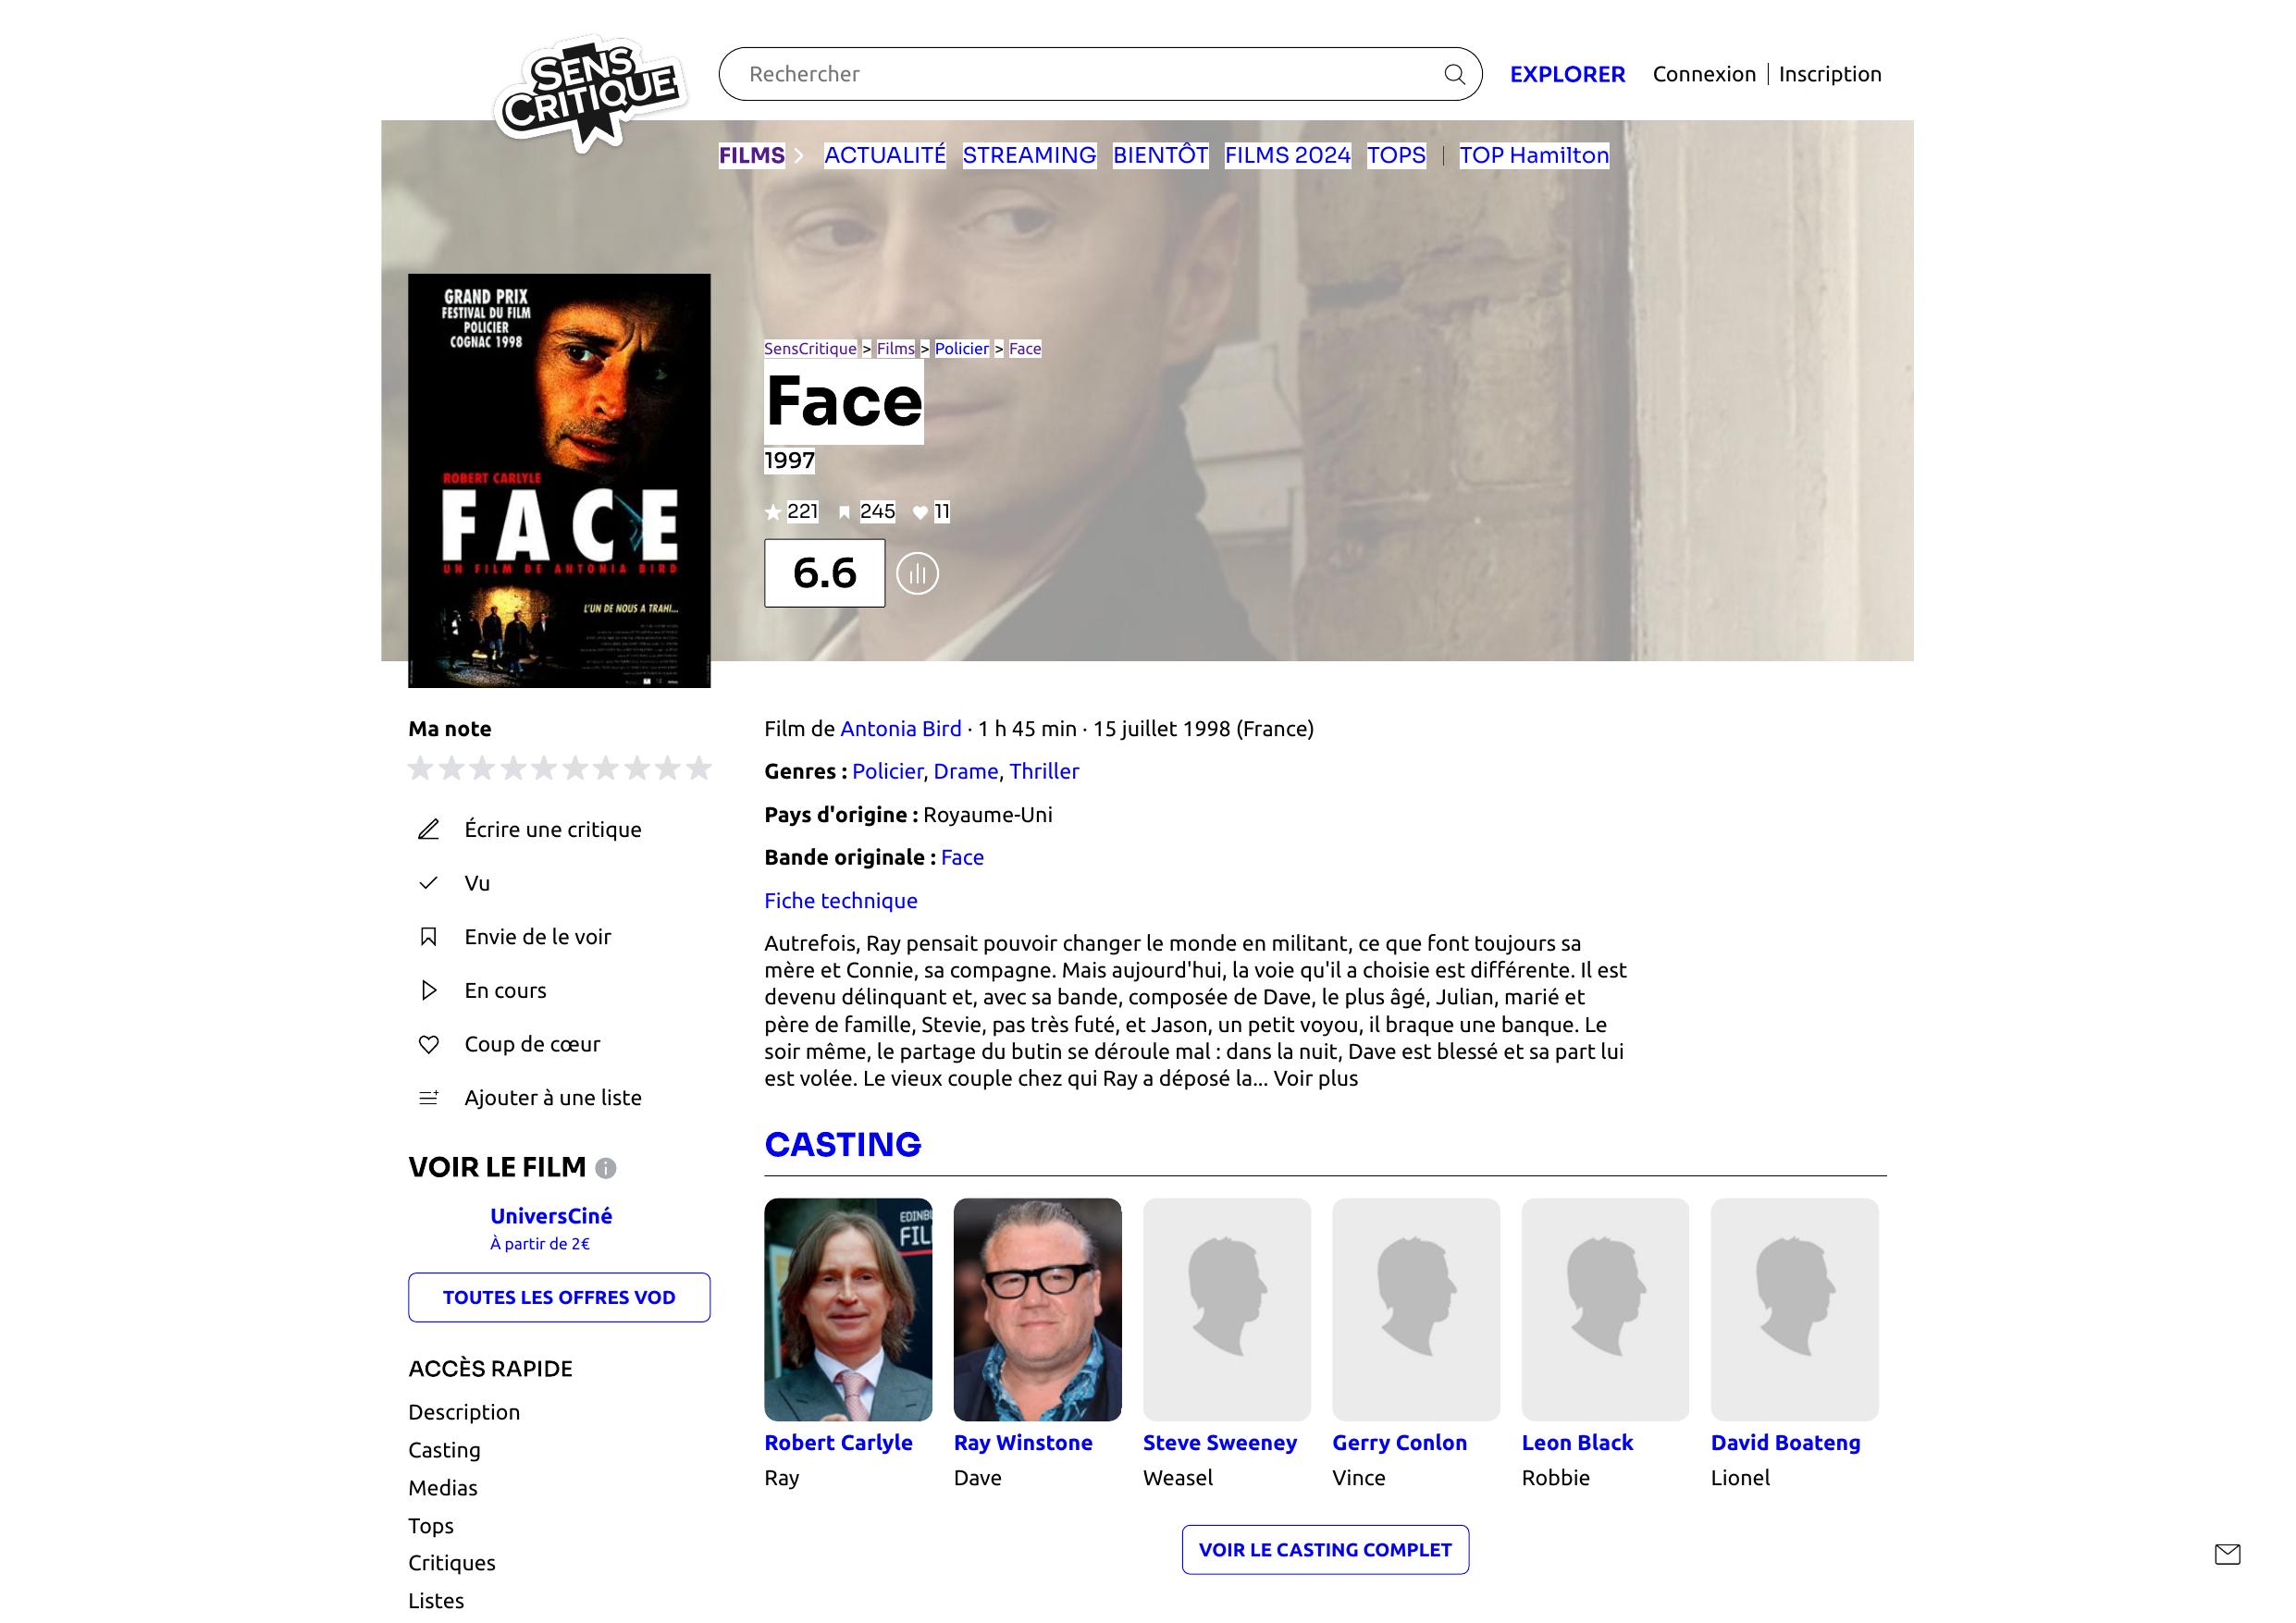 SENS
CRITIQUE
Rechercher
EXPLORER
Connexion
Inscription
FILMS
ACTUALITÉ
STREAMING
BIENTÔT
FILMS 2024
TOPS
TOP Hamilton
GRAND PRIX
FESTIVAL DU FILM
POLICIER
COGNAC 1998
ROBERT CARLYLE
FACE
UN FILM DE ANTONIA BIRD
L'UN DE NOUS A TRAHI...
SensCritique > Films > Policier > Face
Face
1997
221 245 11
6.6
Ma note
Écrire une critique
Vu
Envie de le voir
En cours
Coup de cœur
Ajouter à une liste
VOIR LE FILM
UniversCiné
À partir de 2€
TOUTES LES OFFRES VOD
ACCÈS RAPIDE
Description
Casting
Medias
Tops
Critiques
Listes
Film de Antonia Bird · 1 h 45 min · 15 juillet 1998 (France)
Genres : Policier, Drame, Thriller
Pays d'origine : Royaume-Uni
Bande originale : Face
Fiche technique
Autrefois, Ray pensait pouvoir changer le monde en militant, ce que font toujours sa
mère et Connie, sa compagne. Mais aujourd'hui, la voie qu'il a choisie est différente. Il est
devenu délinquant et, avec sa bande, composée de Dave, le plus âgé, Julian, marié et
père de famille, Stevie, pas très futé, et Jason, un petit voyou, il braque une banque. Le
soir même, le partage du butin se déroule mal : dans la nuit, Dave est blessé et sa part lui
est volée. Le vieux couple chez qui Ray a déposé la... Voir plus
CASTING
EDINBU
FIL
Robert Carlyle
Ray
Ray Winstone
Dave
Steve Sweeney
Weasel
Gerry Conlon
Vince
Leon Black
Robbie
David Boateng
Lionel
VOIR LE CASTING COMPLET